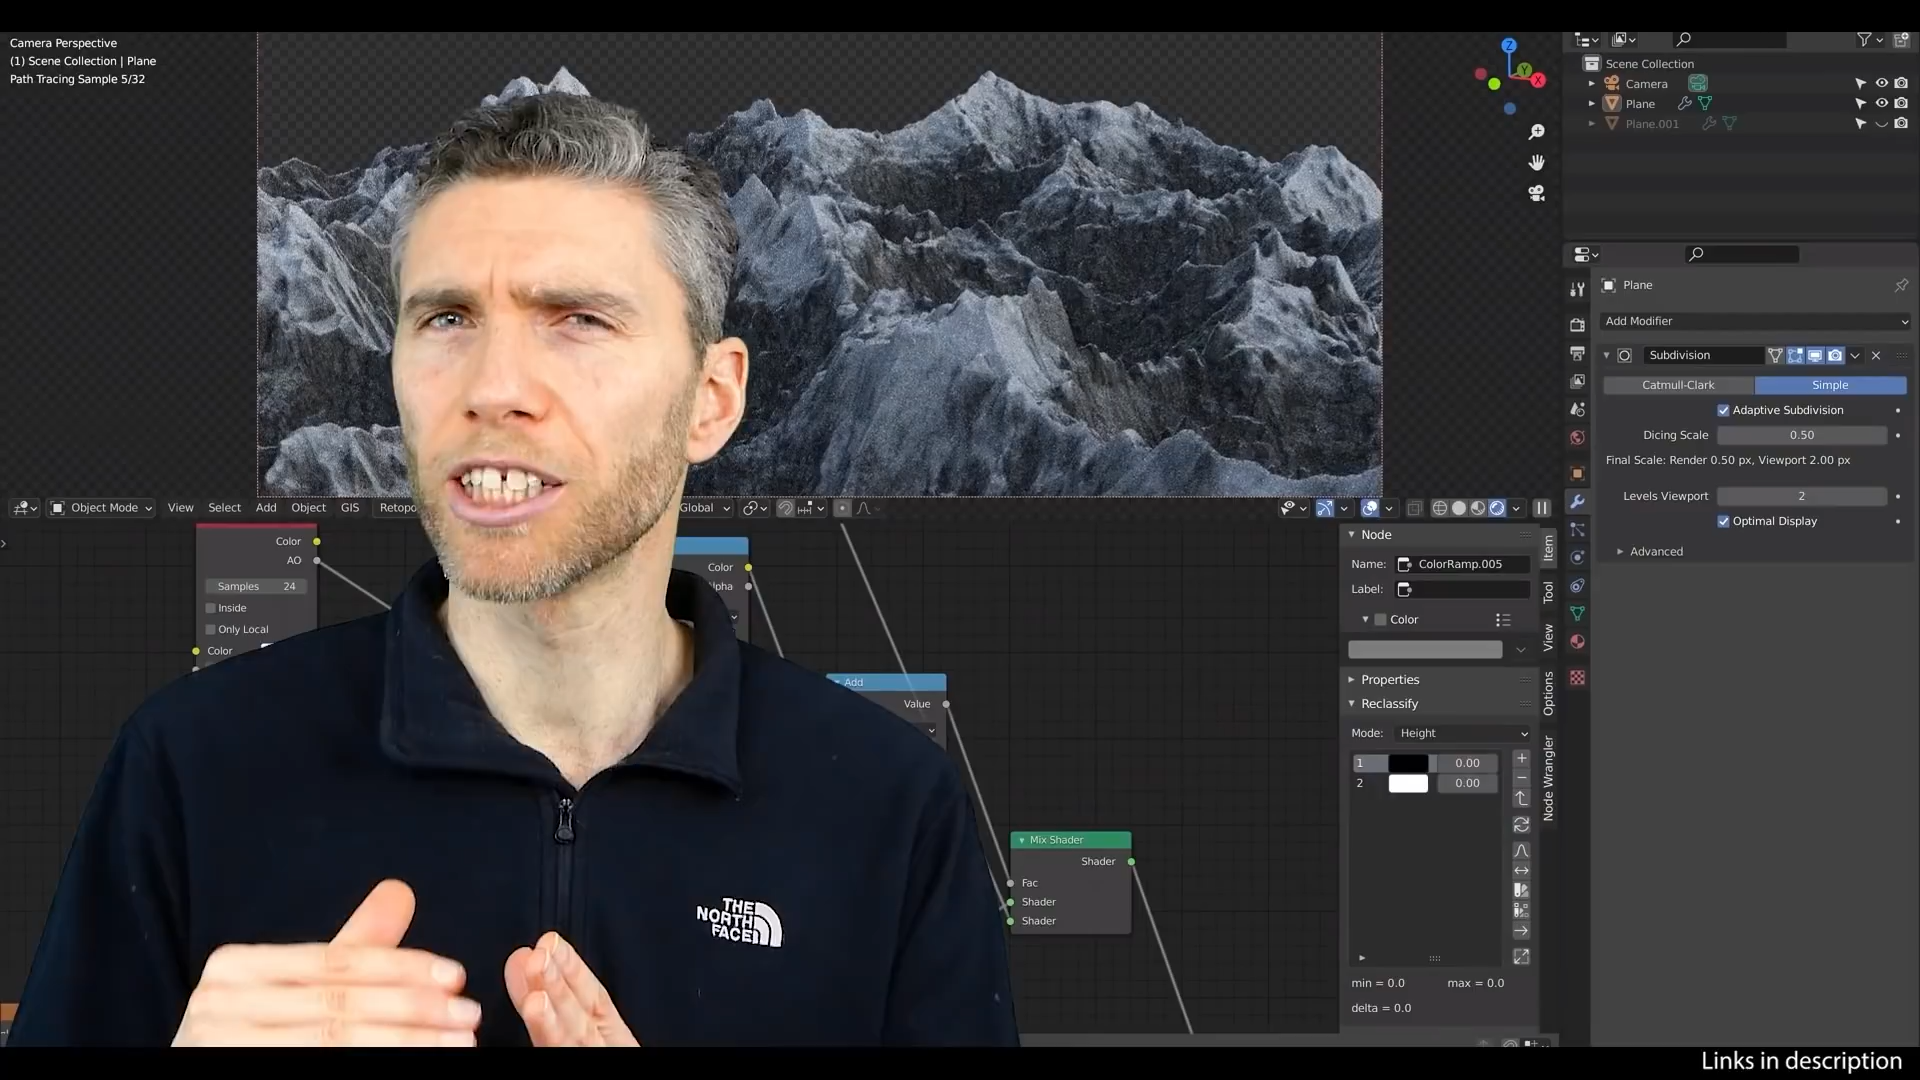 Camera Perspective
(1) Scene Collection | Plane
Path Tracing Sample 5/32
Z
Y
X
Scene Collection
Camera
Plane
Plane.001
Plane
Add Modifier
Subdivision
Catmull-Clark Simple
Adaptive Subdivision
Dicing Scale 0.50
Final Scale: Render 0.50 px, Viewport 2.00 px
Levels Viewport 2
Optimal Display
Advanced
Object Mode View Select Add Object GIS Global
Color
AO
Samples 24
Inside
Only Local
Color
Color
Add
Value
Mix Shader
Shader
Fac
Shader
Shader
Node
Name: ColorRamp.005
Label:
Color
Properties
Reclassify
Mode: Height
1 0.00
2 0.00
min = 0.0 max = 0.0
delta = 0.0
Item
Tool
View
Options
Node Wrangler
THE
NORTH
FACE
Links in description